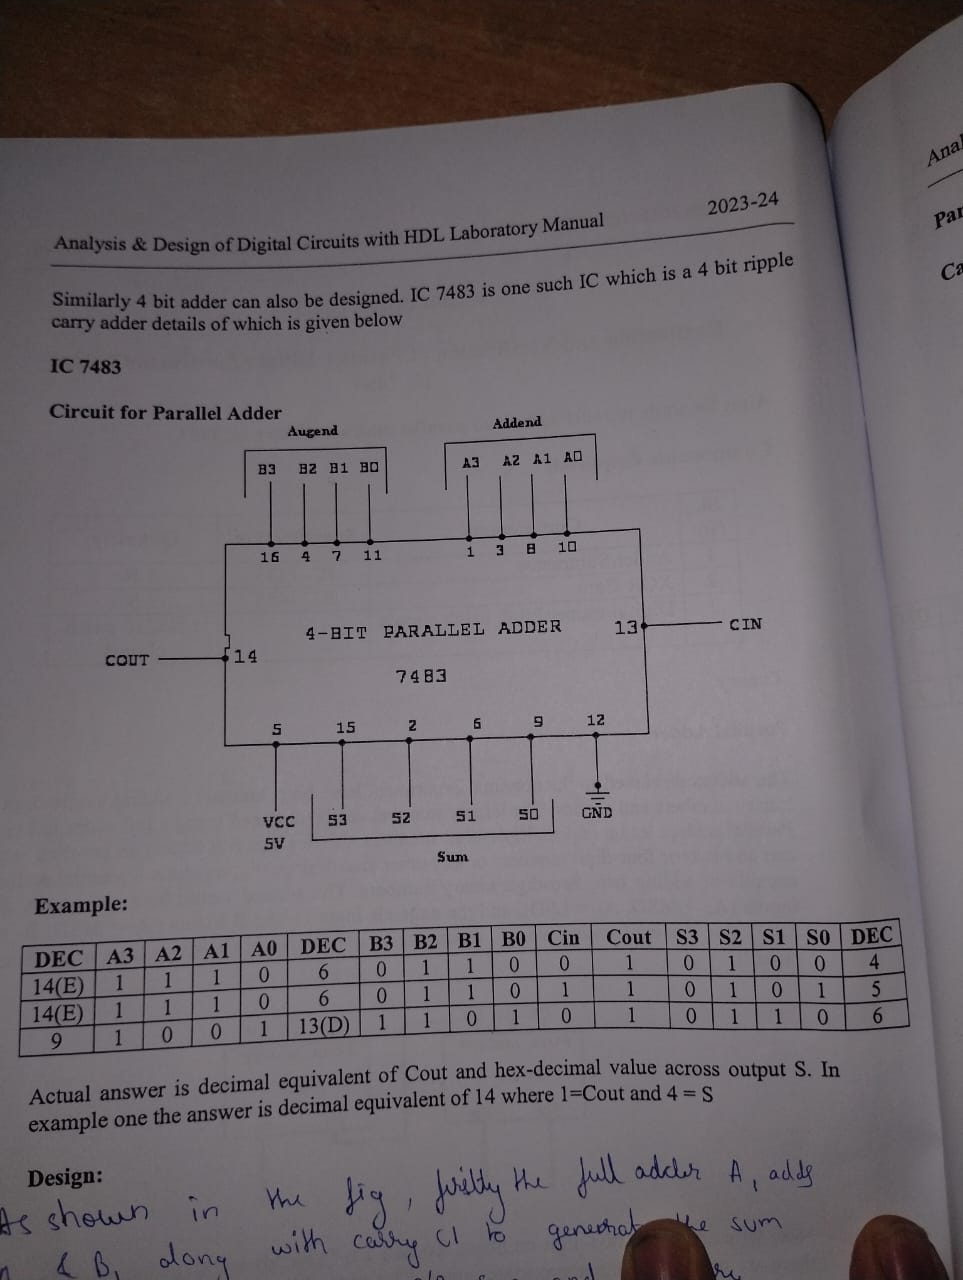 Analysis & Design of Digital Circuits with HDL Laboratory Manual 2023-24
Similarly 4 bit adder can also be designed. IC 7483 is one such IC which is a 4 bit ripple
carry adder details of which is given below
IC 7483
Circuit for Parallel Adder
Augend Addend
B3 B2 B1 B0 A3 A2 A1 A0
16 4 7 11 1 3 8 10
4-BIT PARALLEL ADDER 13 CIN
COUT 14
7483
5 15 2 6 9 12
VCC S3 S2 S1 S0 GND
5V
Sum
Example:
DEC A3 A2 A1 A0 DEC B3 B2 B1 B0 Cin Cout S3 S2 S1 S0 DEC
14(E) 1 1 1 0 6 0 1 1 0 0 1 0 1 0 0 4
14(E) 1 1 1 0 6 0 1 1 0 1 1 0 1 0 1 5
9 1 0 0 1 13(D) 1 1 0 1 0 1 0 1 1 0 6
Actual answer is decimal equivalent of Cout and hex-decimal value across output S. In
example one the answer is decimal equivalent of 14 where 1=Cout and 4 = S
Design:
As shown in the fig, firstly the full adder A, adds
& B, along with carry C1 to the sum
Anal
Par
Ca